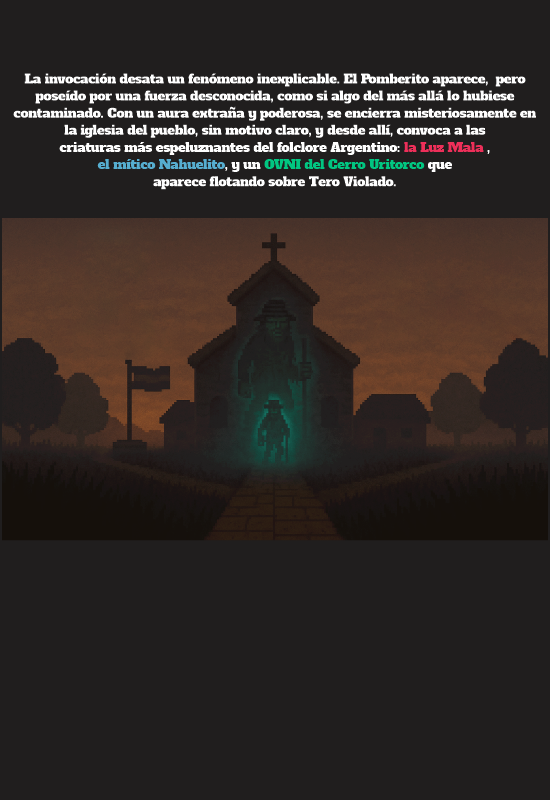 La invocación desata un fenómeno inexplicable. El Pomberito aparece, pero
poseído por una fuerza desconocida, como si algo del más allá lo hubiese
contaminado. Con un aura extraña y poderosa, se encierra misteriosamente en
la iglesia del pueblo, sin motivo claro, y desde allí, convoca a las
criaturas más espeluznantes del folclore Argentino: la Luz Mala ,
el mítico Nahuelito, y un OVNI del Cerro Uritorco que
aparece flotando sobre Tero Violado.